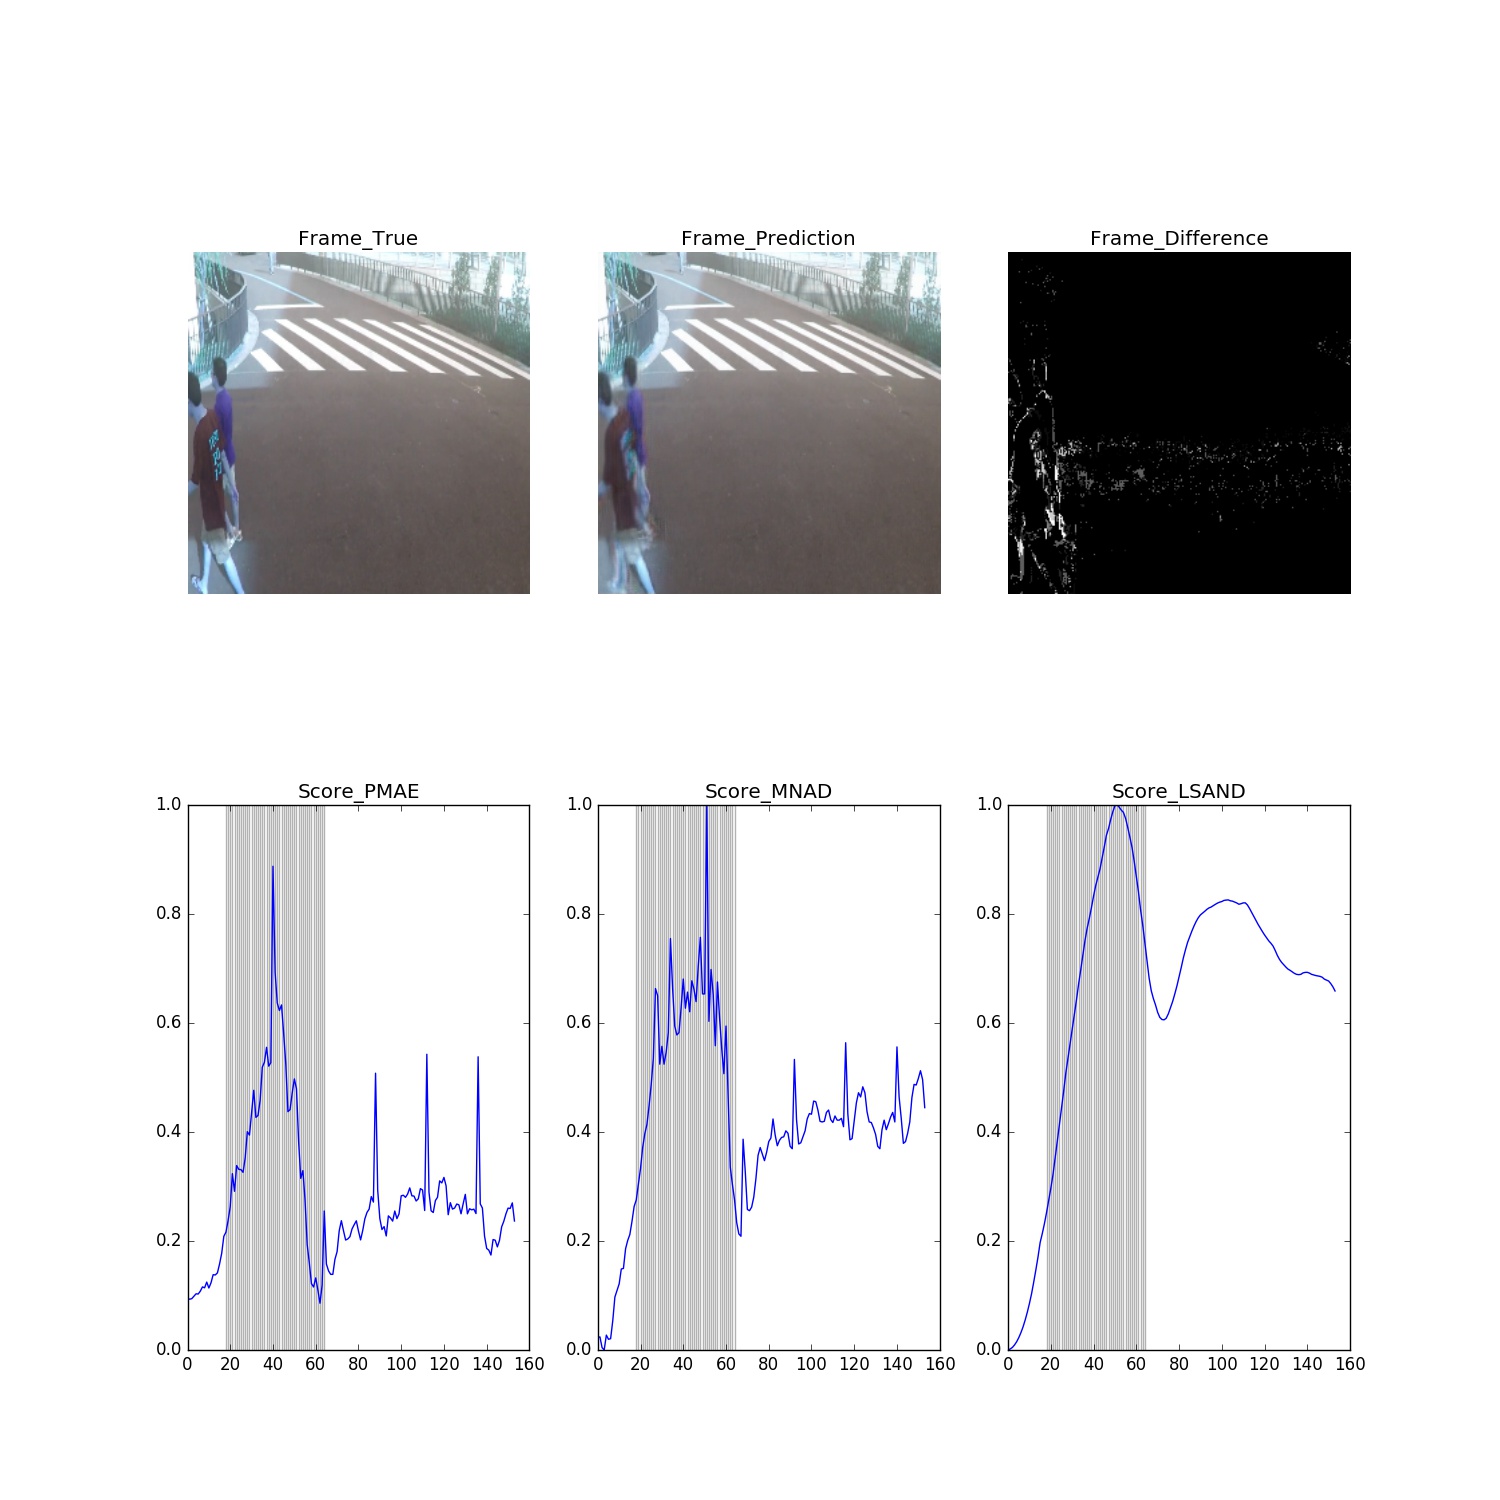 Frame_True Frame_Prediction Frame_Difference
Score_PMAE Score_MNAD Score_LSAND
1.0 1.0 1.0
0.8 0.8 0.8
0.6 0.6 0.6
0.4 0.4 0.4
0.2 0.2 0.2
0.0 0.0 0.0
0 20 40 60 80 100 120 140 160 0 20 40 60 80 100 120 140 160 0 20 40 60 80 100 120 140 160